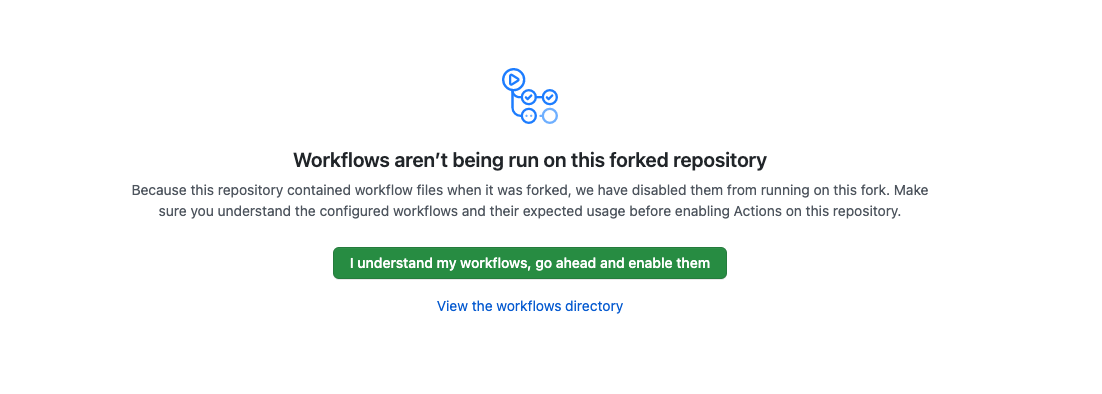 Workflows aren’t being run on this forked repository
Because this repository contained workflow files when it was forked, we have disabled them from running on this fork. Make
sure you understand the configured workflows and their expected usage before enabling Actions on this repository.
I understand my workflows, go ahead and enable them
View the workflows directory